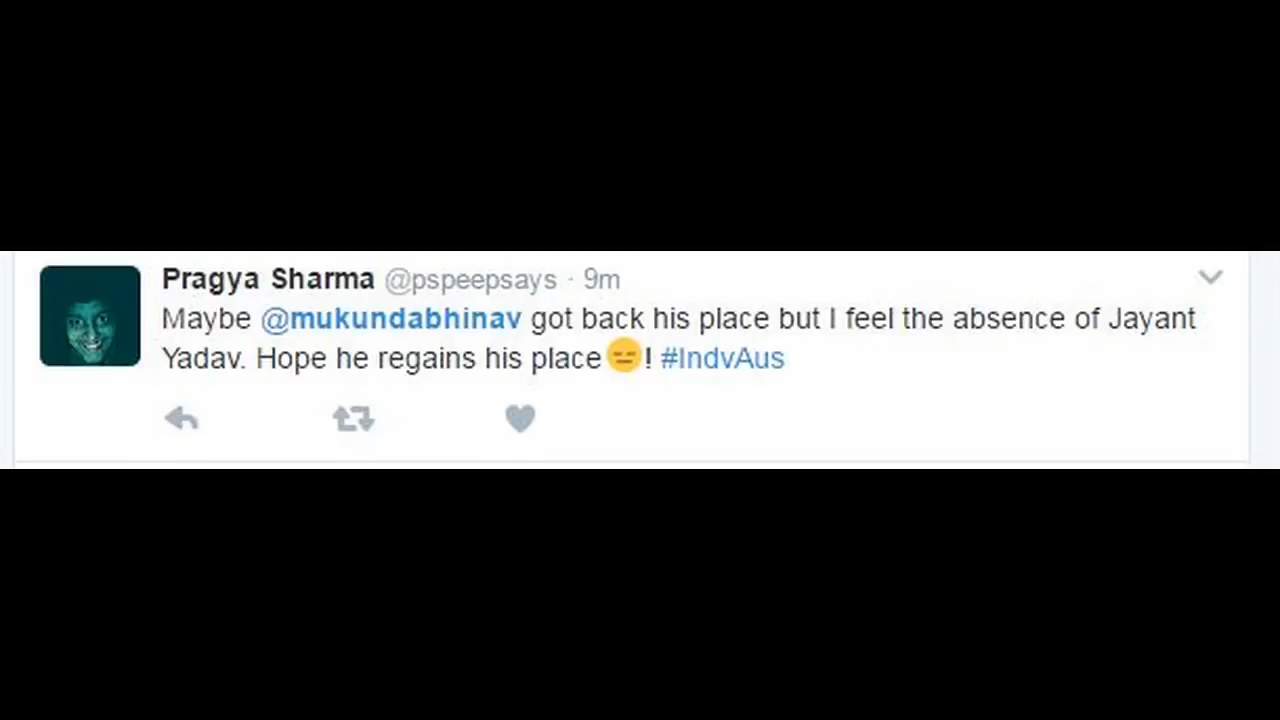 Pragya Sharma @pspeepsays · 9m
Maybe @mukundabhinav got back his place but I feel the absence of Jayant
Yadav. Hope he regains his place😑! #IndvAus